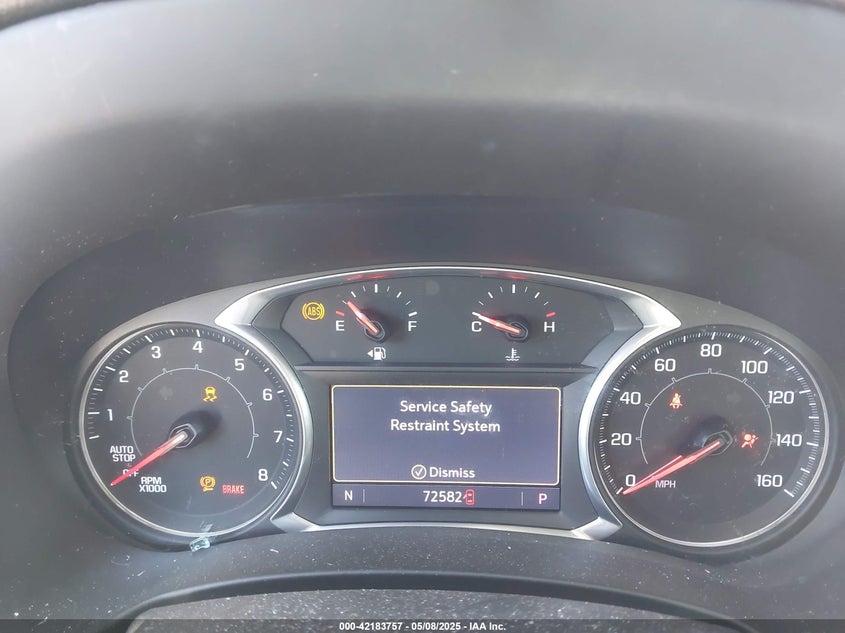 ABS
E F
C H
1 2 3 4 5 6 7 8
AUTO
STOP
OFF
RPM
X1000
P
BRAKE
Service Safety
Restraint System
Dismiss
N 72582 P
0 20 40 60 80 100 120 140 160
MPH
000-42183757 - 05/08/2025 - IAA Inc.